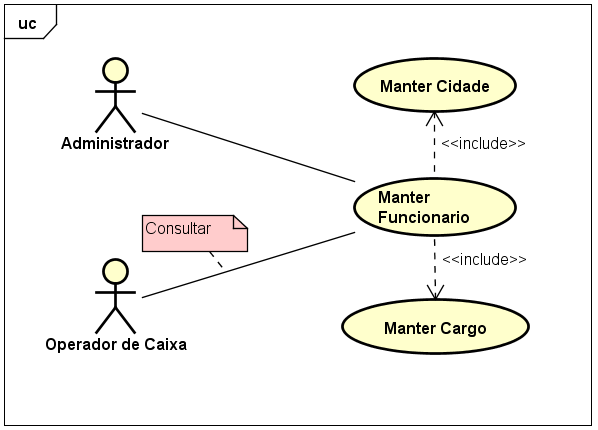 uc
Manter Cidade
Administrador
<<include>>
Manter
Funcionario
Consultar
<<include>>
Manter Cargo
Operador de Caixa